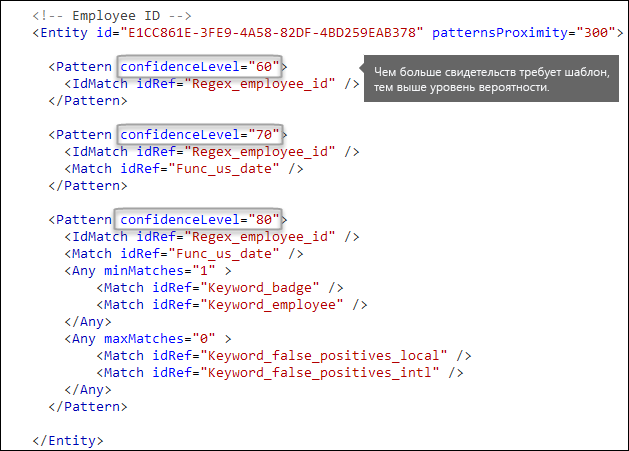 <!-- Employee ID -->
<Entity id="E1CC861E-3FE9-4A58-82DF-4BD259EAB378" patternsProximity="300">
<Pattern confidenceLevel="60">
<IdMatch idRef="Regex_employee_id" />
</Pattern>
Чем больше свидетельств требует шаблон,
тем выше уровень вероятности.
<Pattern confidenceLevel="70">
<IdMatch idRef="Regex_employee_id" />
<Match idRef="Func_us_date" />
</Pattern>
<Pattern confidenceLevel="80">
<IdMatch idRef="Regex_employee_id" />
<Match idRef="Func_us_date" />
<Any minMatches="1" >
<Match idRef="Keyword_badge" />
<Match idRef="Keyword_employee" />
</Any>
<Any maxMatches="0" >
<Match idRef="Keyword_false_positives_local" />
<Match idRef="Keyword_false_positives_intl" />
</Any>
</Pattern>
</Entity>